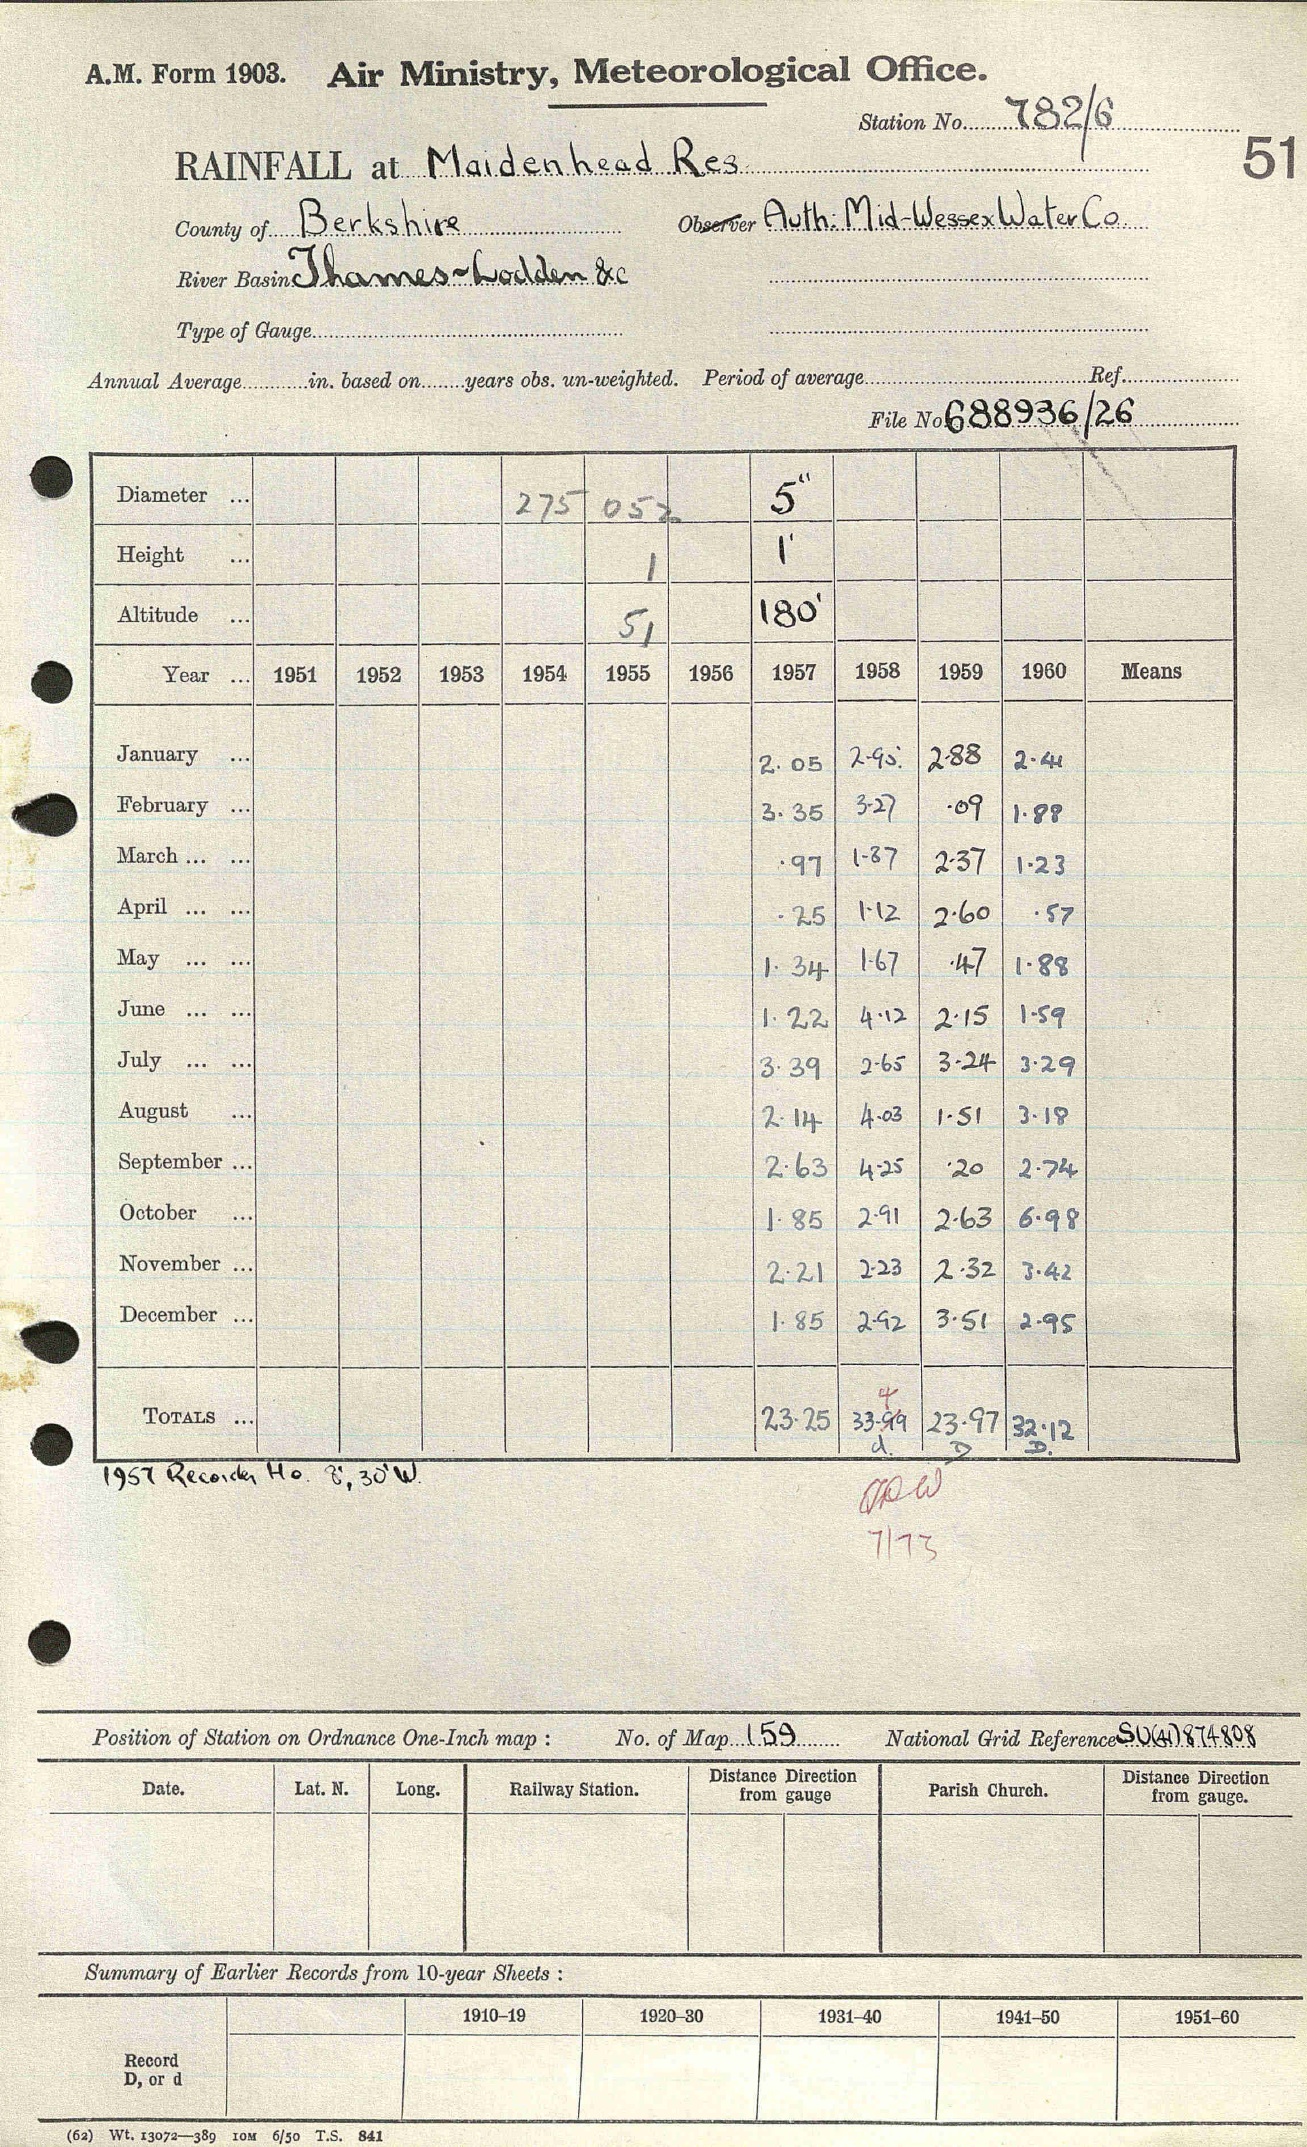 A.M. Form 1903. Air Ministry, Meteorological Office.
Station No. 782/6
51
RAINFALL at Maidenhead Res.
County of Berkshire Observer Auth: Mid-Wessex Water Co.
River Basin Thames-Lodden &c
Type of Gauge
Annual Average in. based on years obs. un-weighted. Period of average Ref.
File No 688936/26
Diameter ... 275 052 5"
Height ... 1 1'
Altitude ... 51 180'
Year ... 1951 1952 1953 1954 1955 1956 1957 1958 1959 1960 Means
January ... 2.05 2.95 2.88 2.41
February ... 3.35 3.27 .09 1.88
March ... ... .97 1.87 2.37 1.23
April ... ... .25 1.12 2.60 .57
May ... ... 1.34 1.67 .47 1.88
June ... ... 1.22 4.12 2.15 1.59
July ... ... 3.39 2.65 3.24 3.29
August ... 2.14 4.03 1.51 3.18
September ... 2.63 4.25 .20 2.74
October ... 1.85 2.91 2.63 6.98
November ... 2.21 2.23 2.32 3.42
December ... 1.85 2.92 3.51 2.95
4
TOTALS ... 23.25 33.99 23.97 32.12
d. D D.
1957 Recorder Ho. 8', 30' W.
7/73
Position of Station on Ordnance One-Inch map : No. of Map 159 National Grid Reference SU(41)874808
Date. Lat. N. Long. Railway Station. Distance Direction from gauge Parish Church. Distance Direction from gauge.
Summary of Earlier Records from 10-year Sheets :
1910–19 1920–30 1931–40 1941–50 1951–60
Record
D, or d
(62) Wt. 13072—389 10M 6/50 T.S. 841